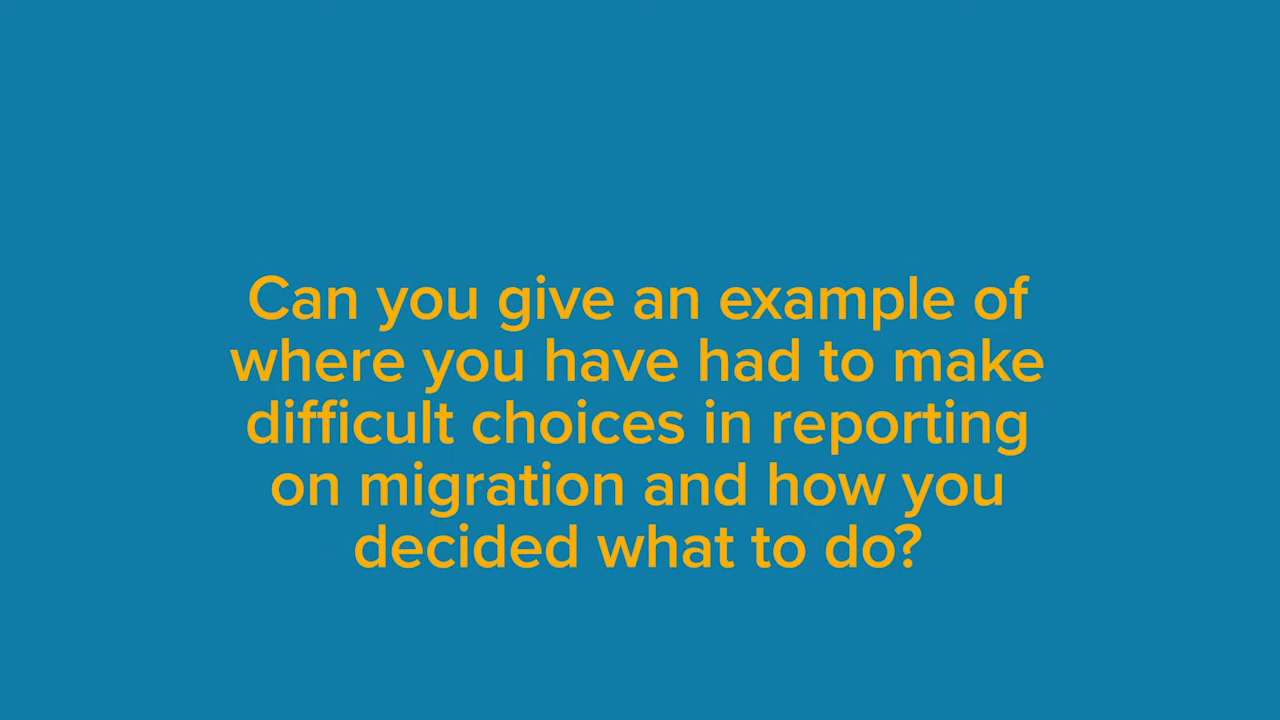 Can you give an example of
where you have had to make
difficult choices in reporting
on migration and how you
decided what to do?